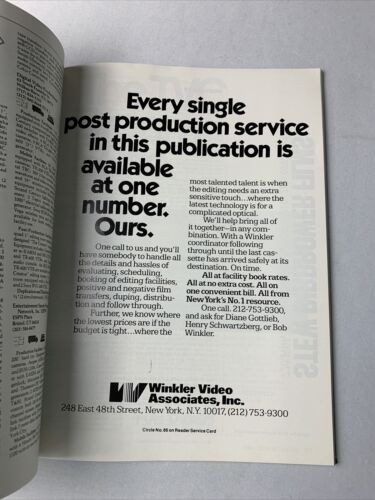 Every single
post production service
in this publication is
available
at one
number.
Ours.
One call to us and you'll
have somebody to handle all
the details and hassles of
evaluating, scheduling,
booking of editing facilities,
positive and negative film
transfers, duping, distribu-
tion and follow through.
Further, we know where
the lowest prices are if the
budget is tight...where the
most talented talent is when
the editing needs an extra
sensitive touch...where the
latest technology is for a
complicated optical.
We'll help bring all of
it together–in any com-
bination. With a Winkler
coordinator following
through until the last cas-
sette has arrived safely at its
destination. On time.
All at facility book rates.
All at no extra cost. All on
one convenient bill. All from
New York's No. 1 resource.
One call. 212-753-9300,
and ask for Diane Gottlieb,
Henry Schwartzberg, or Bob
Winkler.
Winkler Video
Associates, Inc.
248 East 48th Street, New York, N.Y. 10017, (212) 753-9300
Circle No. 86 on Reader Service Card